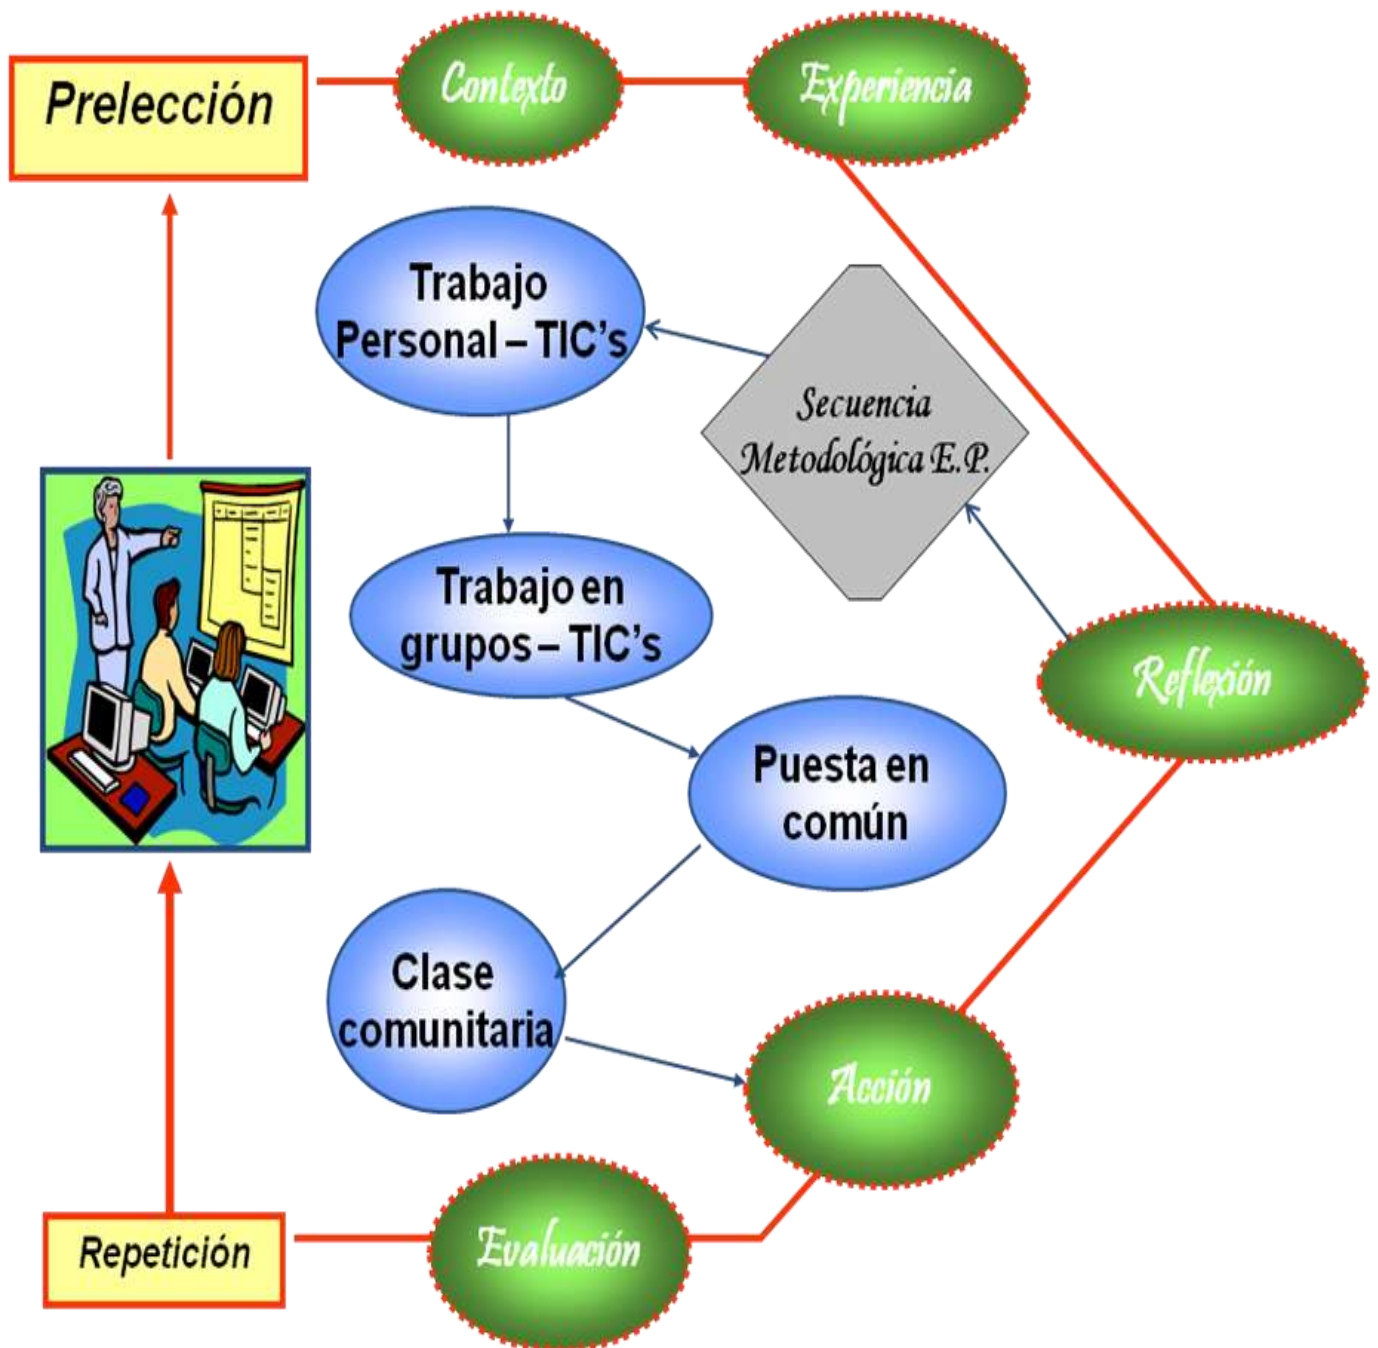 Prelección
Contexto
Experiencia
Trabajo
Personal – TIC's
Secuencia
Metodológica E.P.
Trabajo en
grupos – TIC's
Reflexión
Puesta en
común
Clase
comunitaria
Acción
Evaluación
Repetición